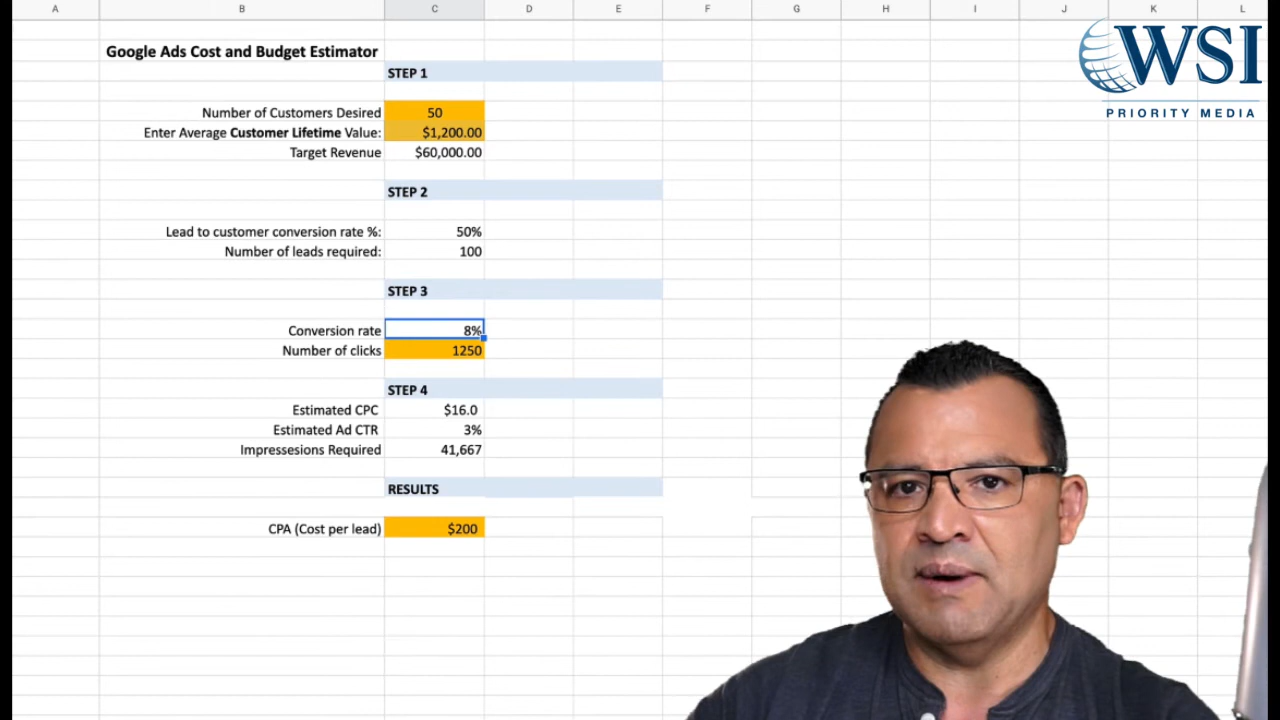 A B C D E F G H I J K L
Google Ads Cost and Budget Estimator
STEP 1
Number of Customers Desired 50
Enter Average Customer Lifetime Value: $1,200.00
Target Revenue $60,000.00
STEP 2
Lead to customer conversion rate %: 50%
Number of leads required: 100
STEP 3
Conversion rate 8%
Number of clicks 1250
STEP 4
Estimated CPC $16.0
Estimated Ad CTR 3%
Impressesions Required 41,667
RESULTS
CPA (Cost per lead) $200
WSI
PRIORITY MEDIA